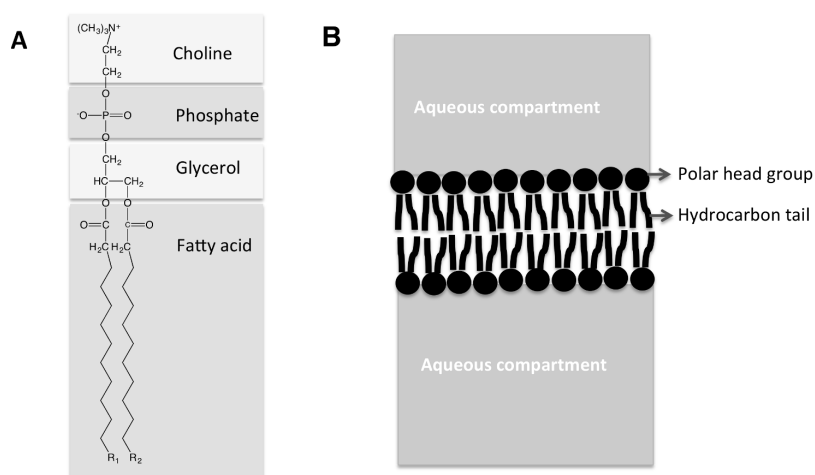 A
(CH₃)₃N⁺
CH₂
CH₂
Choline
O
⁻O—P=O
Phosphate
O
CH₂
HC—CH₂
Glycerol
O O
O=C C=O
H₂C H₂C
Fatty acid
R₁ R₂
B
Aqueous compartment
Polar head group
Hydrocarbon tail
Aqueous compartment